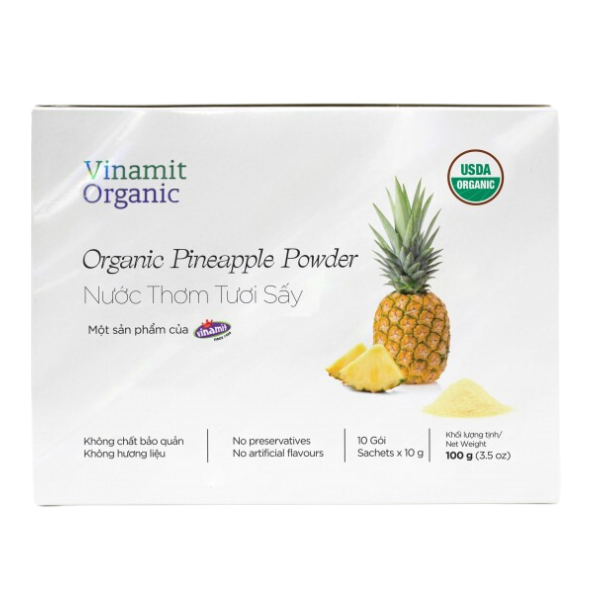 Vinamit
Organic
USDA
ORGANIC
Organic Pineapple Powder
Nước Thơm Tươi Sấy
Một sản phẩm của vinamit
Không chất bảo quản
Không hương liệu
No preservatives
No artificial flavours
10 Gói
Sachets x 10 g
Khối lượng tịnh/
Net Weight
100 g (3.5 oz)